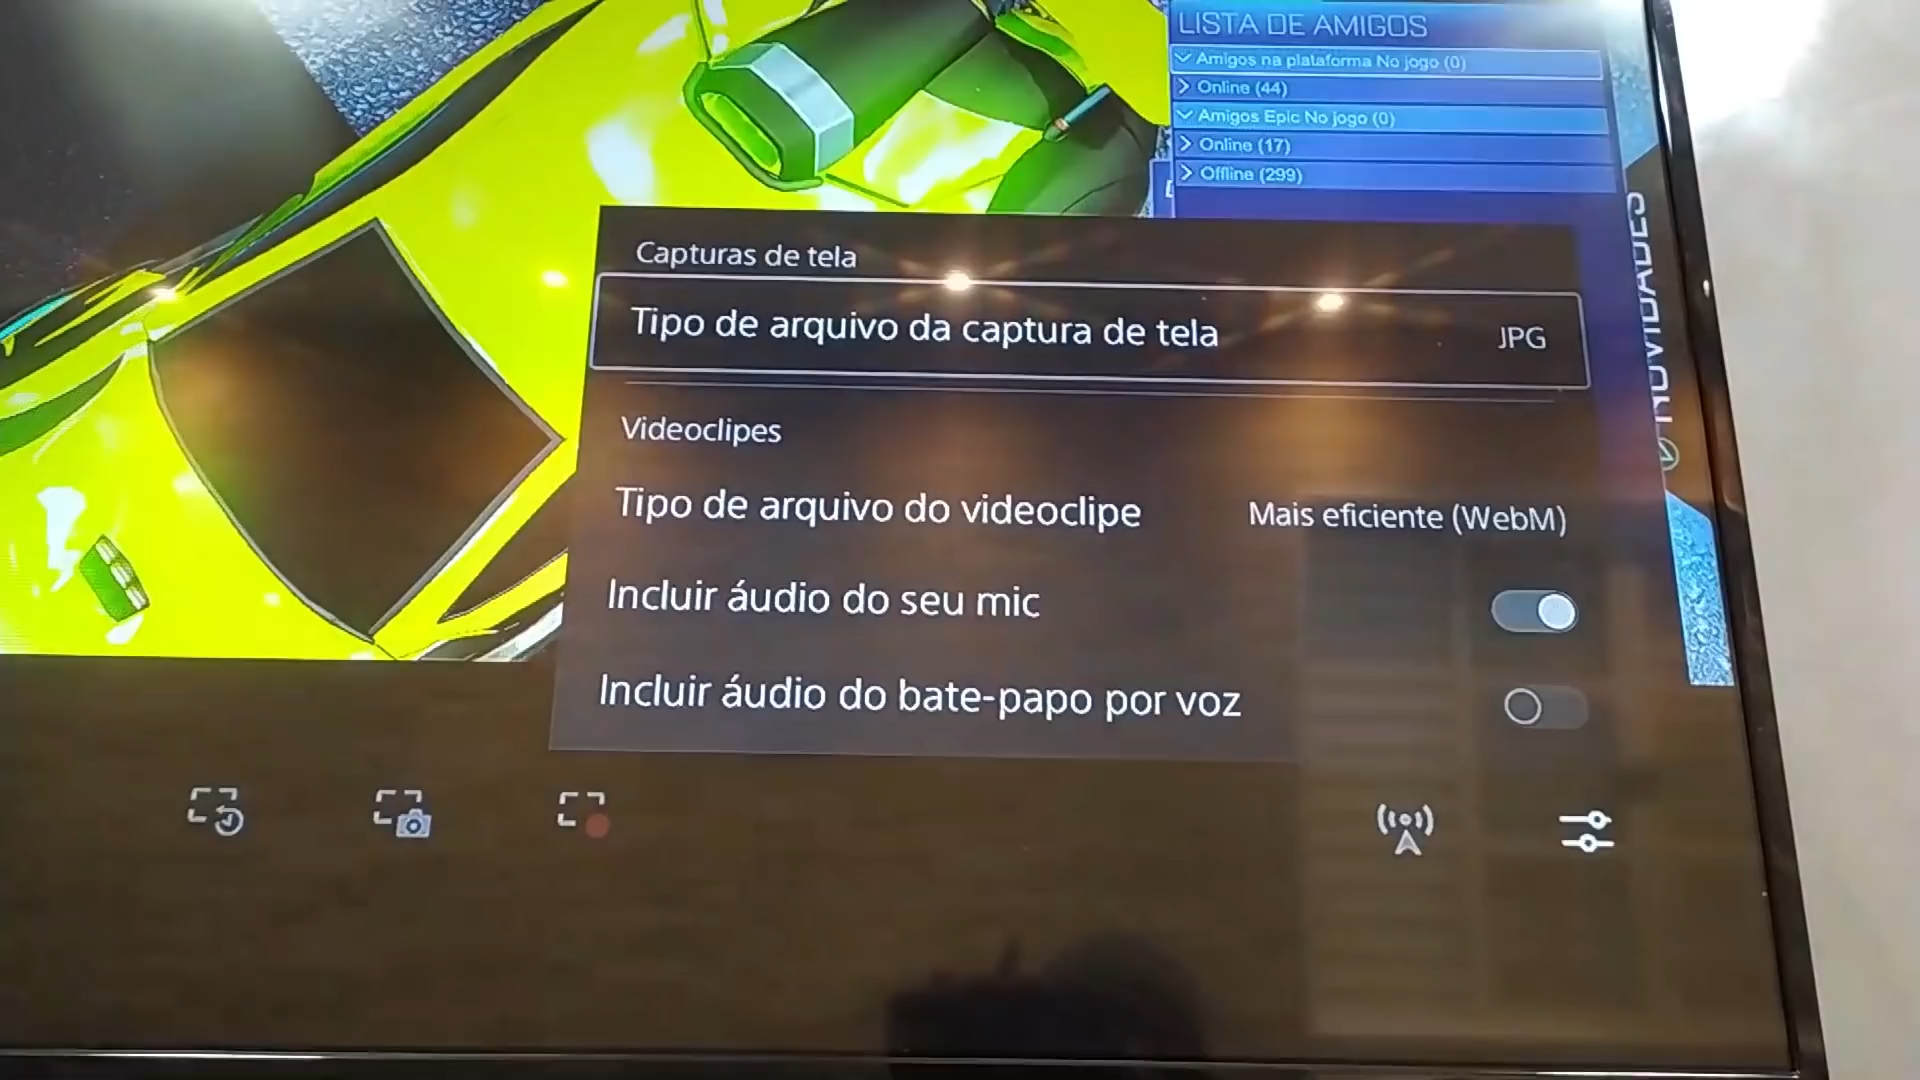 LISTA DE AMIGOS
Amigos na plataforma No jogo (0)
Online (44)
Amigos Epic No jogo (0)
Online (17)
Offline (299)
NOVIDADES
Capturas de tela
Tipo de arquivo da captura de tela JPG
Videoclipes
Tipo de arquivo do videoclipe Mais eficiente (WebM)
Incluir áudio do seu mic
Incluir áudio do bate-papo por voz